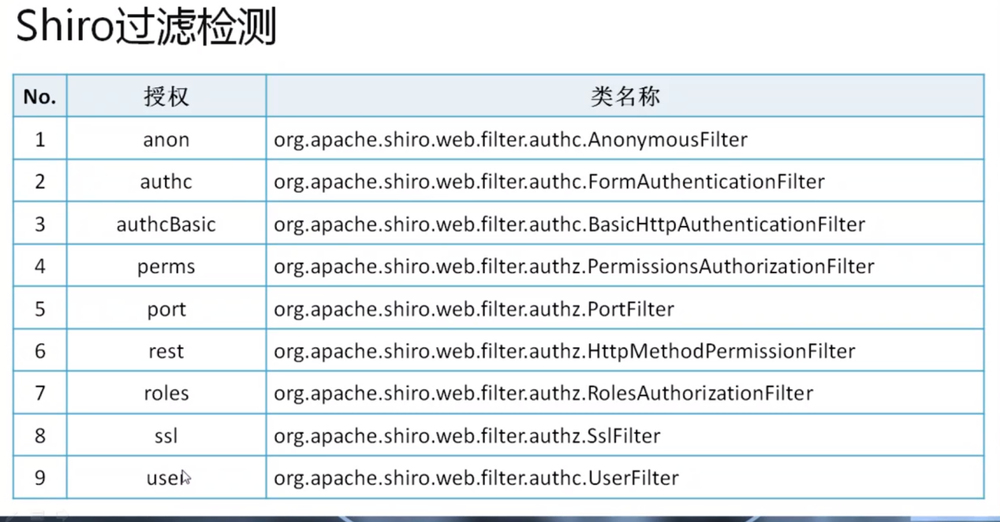 Shiro过滤检测
No. 授权 类名称
1 anon org.apache.shiro.web.filter.authc.AnonymousFilter
2 authc org.apache.shiro.web.filter.authc.FormAuthenticationFilter
3 authcBasic org.apache.shiro.web.filter.authc.BasicHttpAuthenticationFilter
4 perms org.apache.shiro.web.filter.authz.PermissionsAuthorizationFilter
5 port org.apache.shiro.web.filter.authz.PortFilter
6 rest org.apache.shiro.web.filter.authz.HttpMethodPermissionFilter
7 roles org.apache.shiro.web.filter.authz.RolesAuthorizationFilter
8 ssl org.apache.shiro.web.filter.authz.SslFilter
9 user org.apache.shiro.web.filter.authc.UserFilter